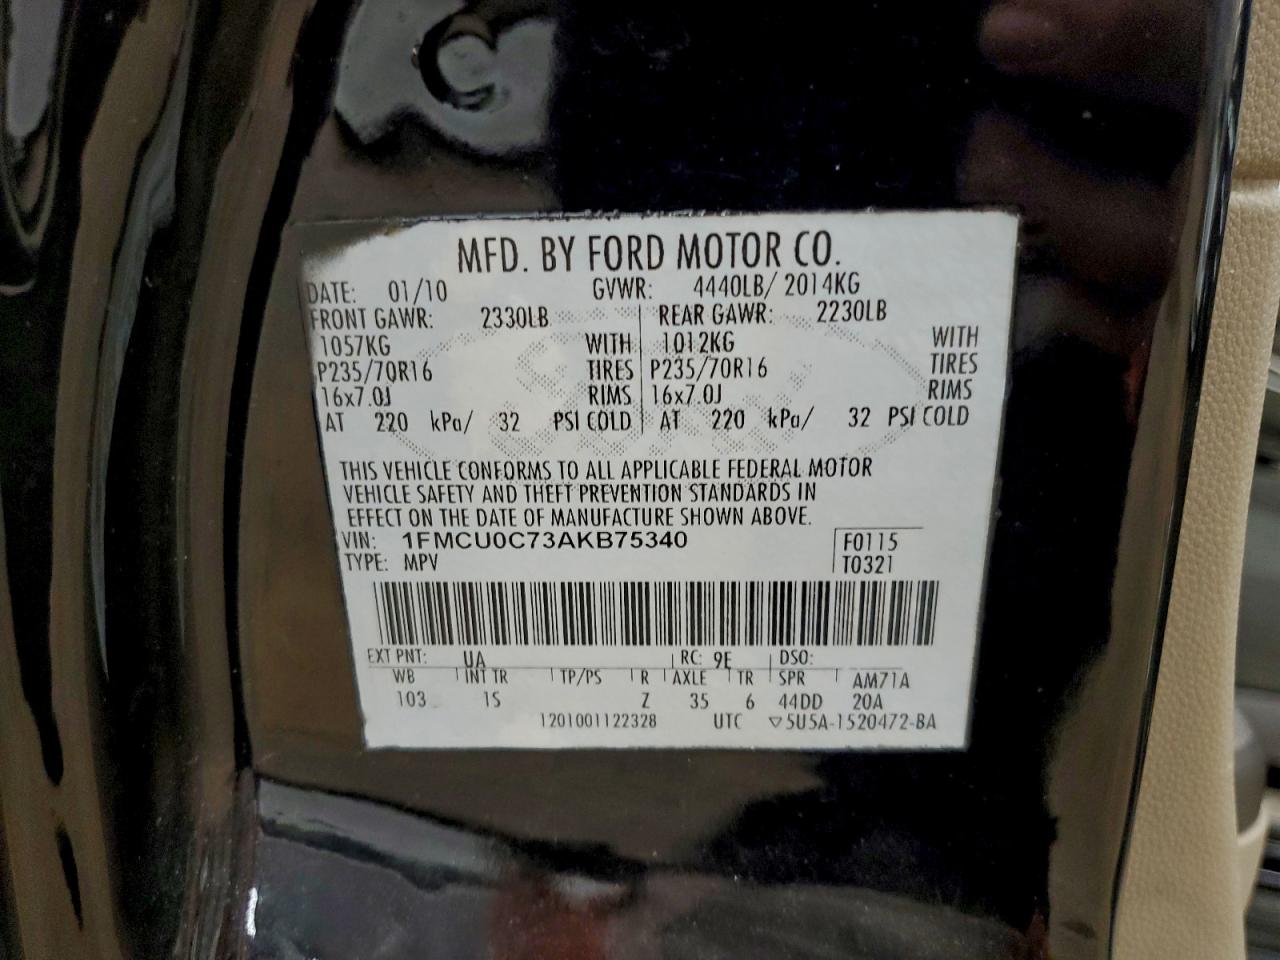 MFD. BY FORD MOTOR CO.
DATE: 01/10 GVWR: 4440LB/ 2014KG
FRONT GAWR: 2330LB REAR GAWR: 2230LB
1057KG WITH 1012KG WITH
P235/70R16 TIRES P235/70R16 TIRES
16x7.0J RIMS 16x7.0J RIMS
AT 220 kPa/ 32 PSI COLD AT 220 kPa/ 32 PSI COLD
THIS VEHICLE CONFORMS TO ALL APPLICABLE FEDERAL MOTOR
VEHICLE SAFETY AND THEFT PREVENTION STANDARDS IN
EFFECT ON THE DATE OF MANUFACTURE SHOWN ABOVE.
VIN: 1FMCU0C73AKB75340 F0115
TYPE: MPV T0321
EXT PNT: UA RC: 9E DSO:
WB INT TR TP/PS R AXLE TR SPR AM71A
103 1S Z 35 6 44DD 20A
1201001122328 UTC ▽5U5A-1520472-BA